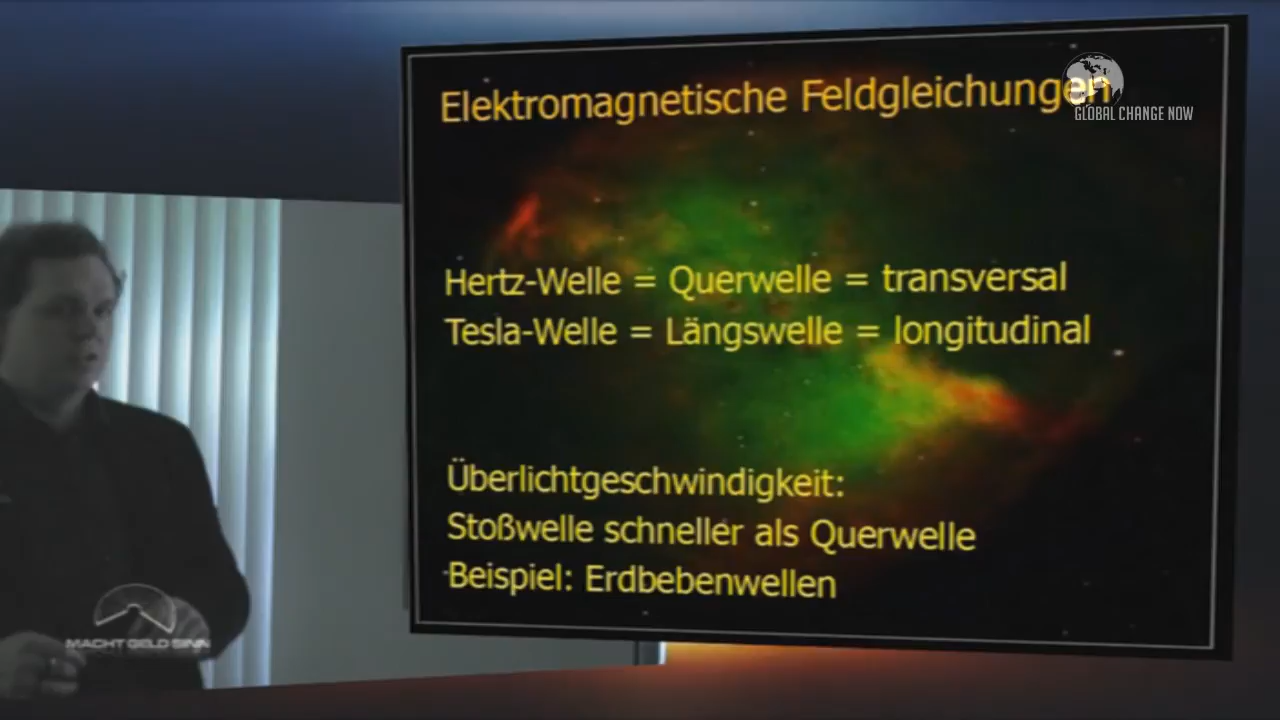 Elektromagnetische Feldgleichungen
GLOBAL CHANGE NOW
Hertz-Welle = Querwelle = transversal
Tesla-Welle = Längswelle = longitudinal
Überlichtgeschwindigkeit:
Stoßwelle schneller als Querwelle
Beispiel: Erdbebenwellen
MACHT GELD SINN